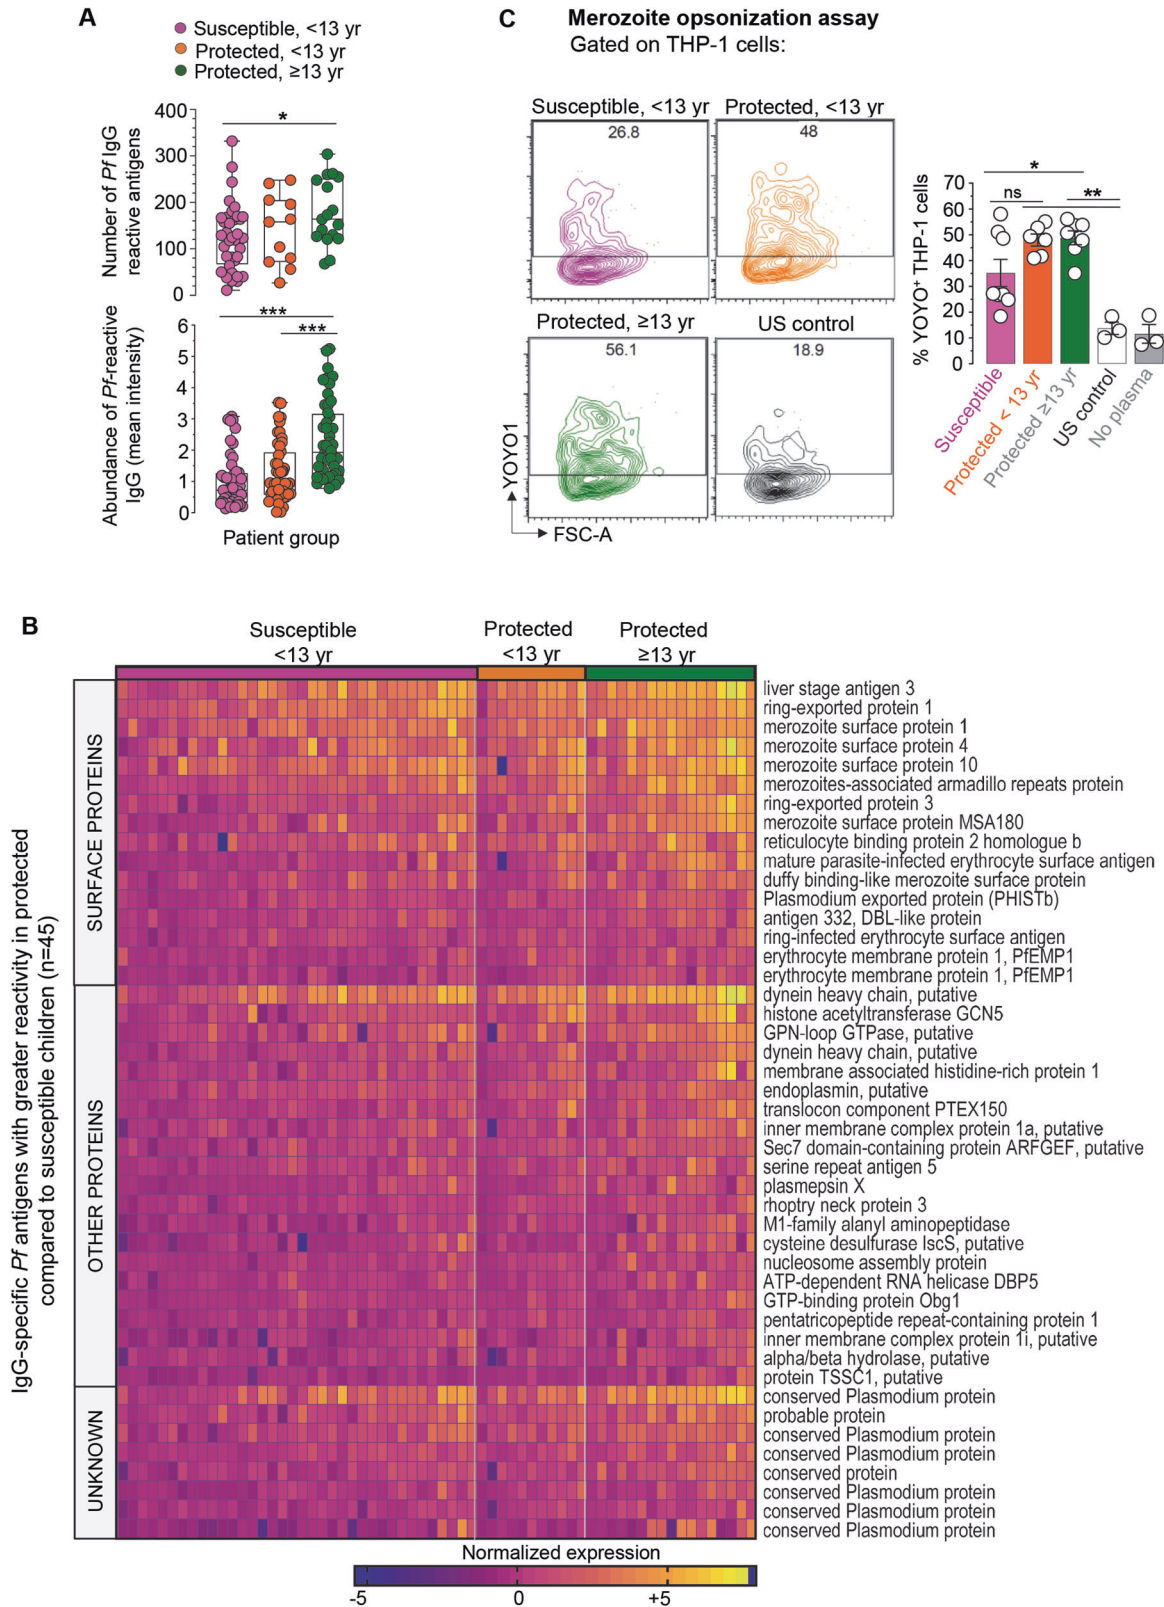 A
Susceptible, <13 yr
Protected, <13 yr
Protected, ≥13 yr
Number of Pf IgG
reactive antigens
400
300
200
100
0
*
Abundance of Pf-reactive
IgG (mean intensity)
6
5
4
3
2
1
0
***
***
Patient group
C
Merozoite opsonization assay
Gated on THP-1 cells:
Susceptible, <13 yr
26.8
Protected, <13 yr
48
Protected, ≥13 yr
56.1
US control
18.9
YOYO1
FSC-A
% YOYO+ THP-1 cells
70
60
50
40
30
20
10
0
*
ns
**
Susceptible
Protected < 13 yr
Protected ≥13 yr
US control
No plasma
B
Susceptible
<13 yr
Protected
<13 yr
Protected
≥13 yr
IgG-specific Pf antigens with greater reactivity in protected
compared to susceptible children (n=45)
SURFACE PROTEINS
liver stage antigen 3
ring-exported protein 1
merozoite surface protein 1
merozoite surface protein 4
merozoite surface protein 10
merozoites-associated armadillo repeats protein
ring-exported protein 3
merozoite surface protein MSA180
reticulocyte binding protein 2 homologue b
mature parasite-infected erythrocyte surface antigen
duffy binding-like merozoite surface protein
Plasmodium exported protein (PHISTb)
antigen 332, DBL-like protein
ring-infected erythrocyte surface antigen
erythrocyte membrane protein 1, PfEMP1
erythrocyte membrane protein 1, PfEMP1
OTHER PROTEINS
dynein heavy chain, putative
histone acetyltransferase GCN5
GPN-loop GTPase, putative
dynein heavy chain, putative
membrane associated histidine-rich protein 1
endoplasmin, putative
translocon component PTEX150
inner membrane complex protein 1a, putative
Sec7 domain-containing protein ARFGEF, putative
serine repeat antigen 5
plasmepsin X
rhoptry neck protein 3
M1-family alanyl aminopeptidase
cysteine desulfurase IscS, putative
nucleosome assembly protein
ATP-dependent RNA helicase DBP5
GTP-binding protein Obg1
pentatricopeptide repeat-containing protein 1
inner membrane complex protein 1i, putative
alpha/beta hydrolase, putative
protein TSSC1, putative
UNKNOWN
conserved Plasmodium protein
probable protein
conserved Plasmodium protein
conserved Plasmodium protein
conserved protein
conserved Plasmodium protein
conserved Plasmodium protein
conserved Plasmodium protein
Normalized expression
-5
0
+5